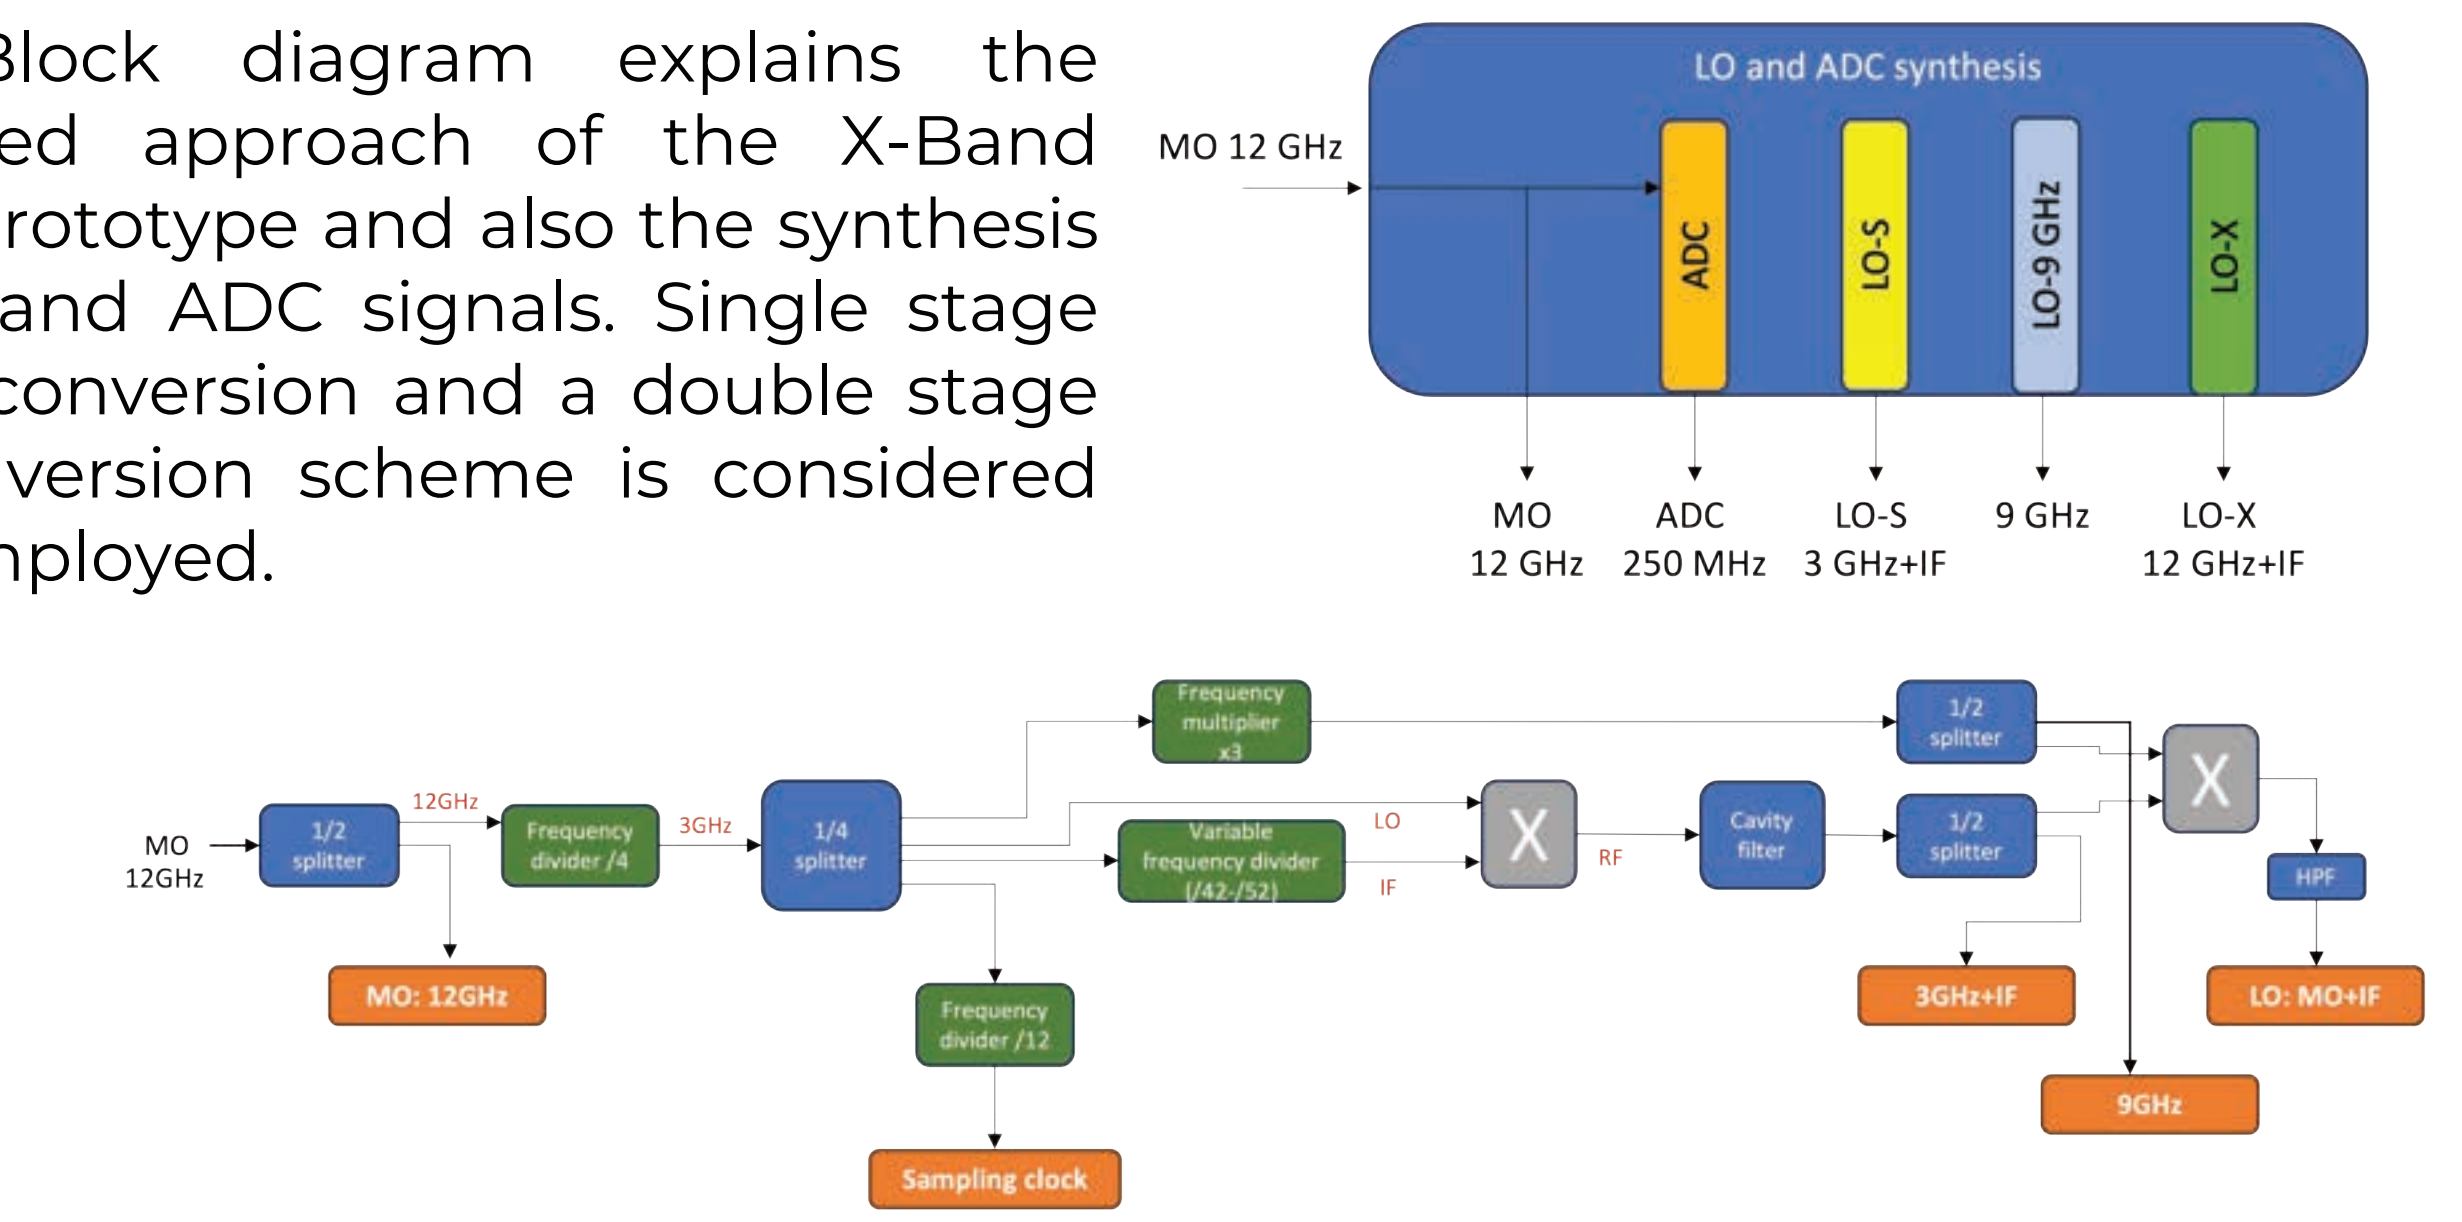 Block diagram explains the
ed approach of the X-Band
rototype and also the synthesis
and ADC signals. Single stage
conversion and a double stage
version scheme is considered
mployed.
LO and ADC synthesis
MO 12 GHz
ADC
LO-S
LO-9 GHz
LO-X
MO
12 GHz
ADC
250 MHz
LO-S
3 GHz+IF
9 GHz
LO-X
12 GHz+IF
MO
12GHz
1/2
splitter
12GHz
Frequency
divider /4
3GHz
1/4
splitter
Frequency
multiplier
x3
Variable
frequency divider
(/42-/52)
LO
IF
X
RF
Cavity
filter
1/2
splitter
1/2
splitter
X
HPF
MO: 12GHz
Frequency
divider /12
Sampling clock
3GHz+IF
LO: MO+IF
9GHz